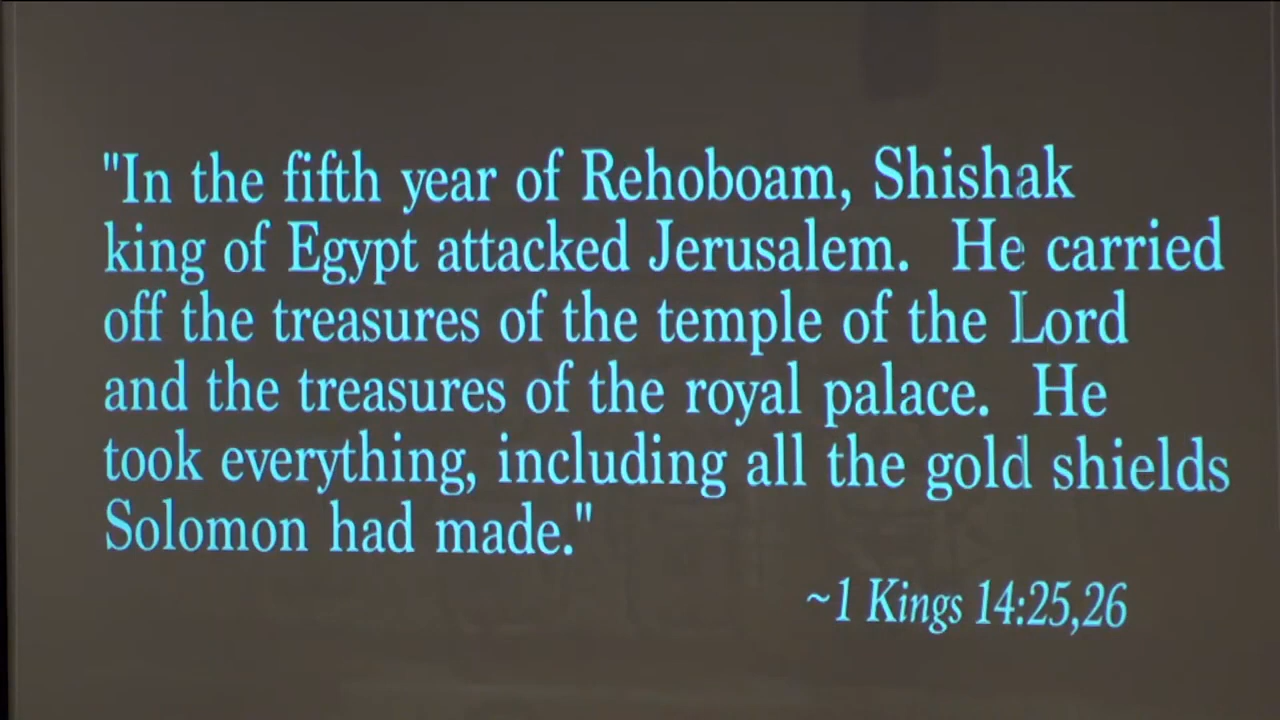 "In the fifth year of Rehoboam, Shishak
king of Egypt attacked Jerusalem.  He carried
off the treasures of the temple of the Lord
and the treasures of the royal palace.  He
took everything, including all the gold shields
Solomon had made."
~1 Kings 14:25,26